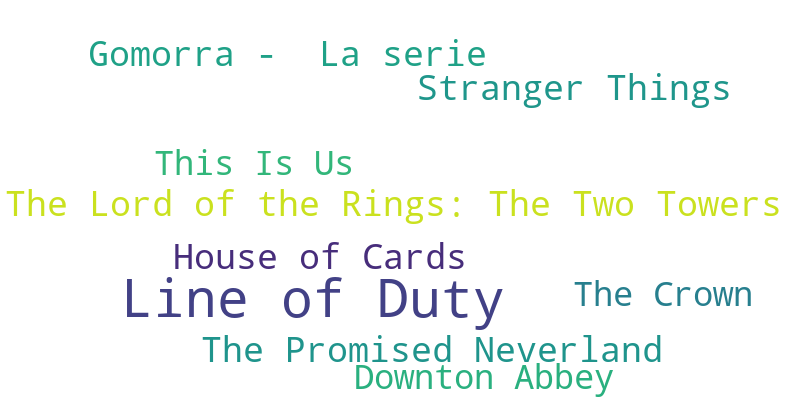 Gomorra -  La serie
Stranger Things
This Is Us
The Lord of the Rings: The Two Towers
House of Cards
Line of Duty
The Crown
The Promised Neverland
Downton Abbey